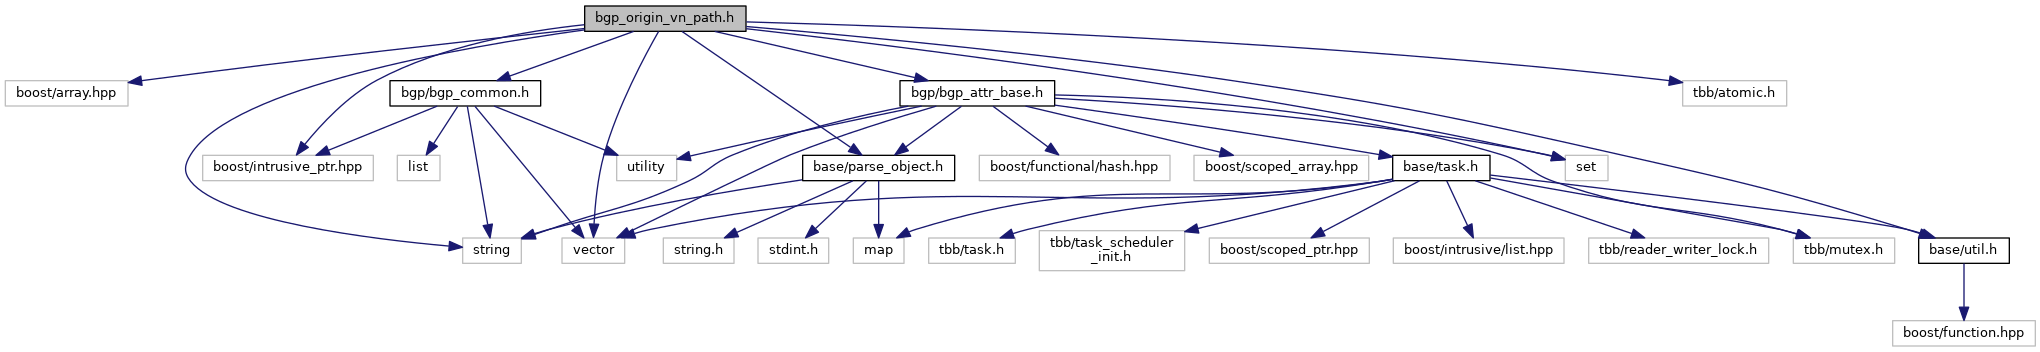 bgp_origin_vn_path.h
boost/array.hpp
bgp/bgp_common.h
bgp/bgp_attr_base.h
tbb/atomic.h
boost/intrusive_ptr.hpp
list
utility
base/parse_object.h
boost/functional/hash.hpp
boost/scoped_array.hpp
base/task.h
set
string
vector
string.h
stdint.h
map
tbb/task.h
tbb/task_scheduler
_init.h
boost/scoped_ptr.hpp
boost/intrusive/list.hpp
tbb/reader_writer_lock.h
tbb/mutex.h
base/util.h
boost/function.hpp